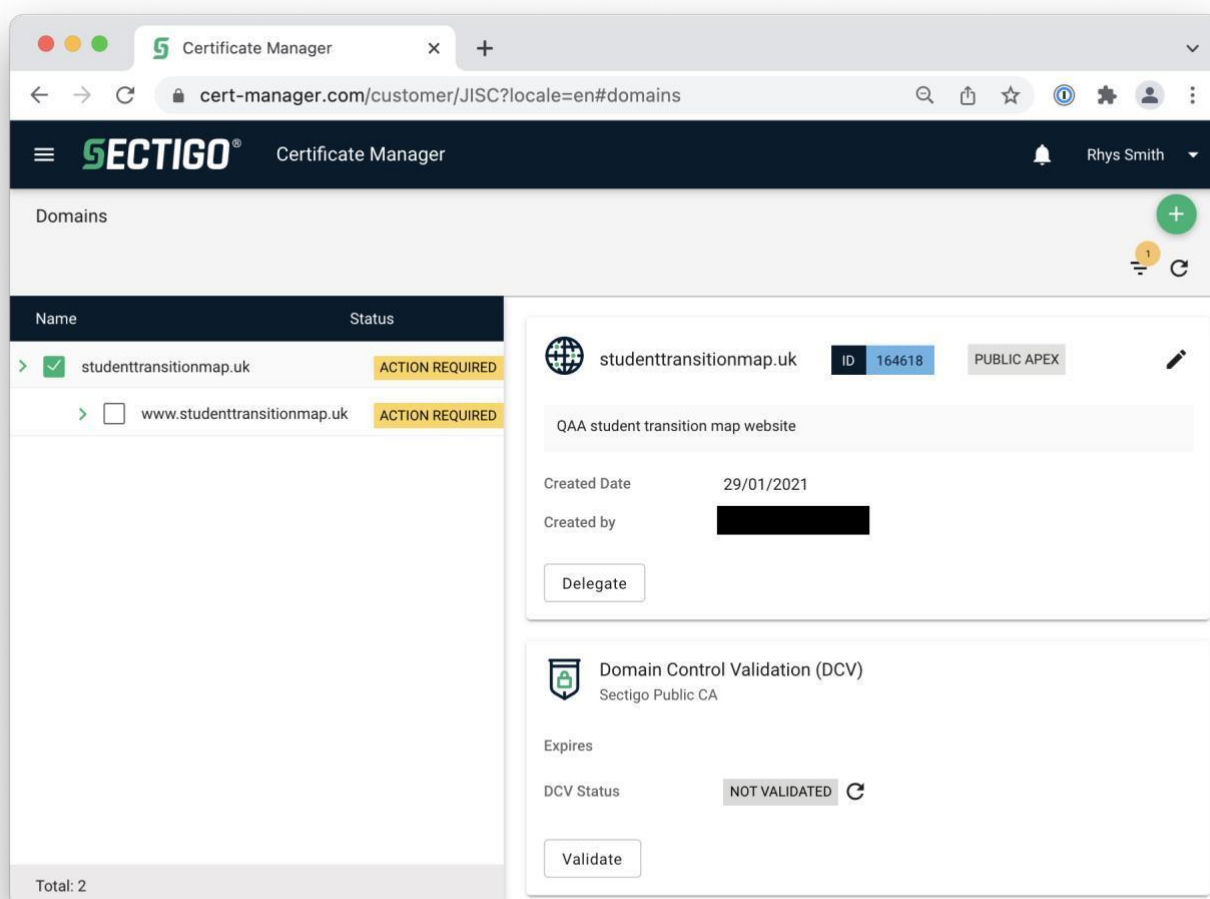 Certificate Manager
cert-manager.com/customer/JISC?locale=en#domains
SECTIGO® Certificate Manager Rhys Smith
Domains
1
Name Status
studenttransitionmap.uk ACTION REQUIRED
www.studenttransitionmap.uk ACTION REQUIRED
Total: 2
studenttransitionmap.uk ID 164618 PUBLIC APEX
QAA student transition map website
Created Date 29/01/2021
Created by
Delegate
Domain Control Validation (DCV)
Sectigo Public CA
Expires
DCV Status NOT VALIDATED
Validate